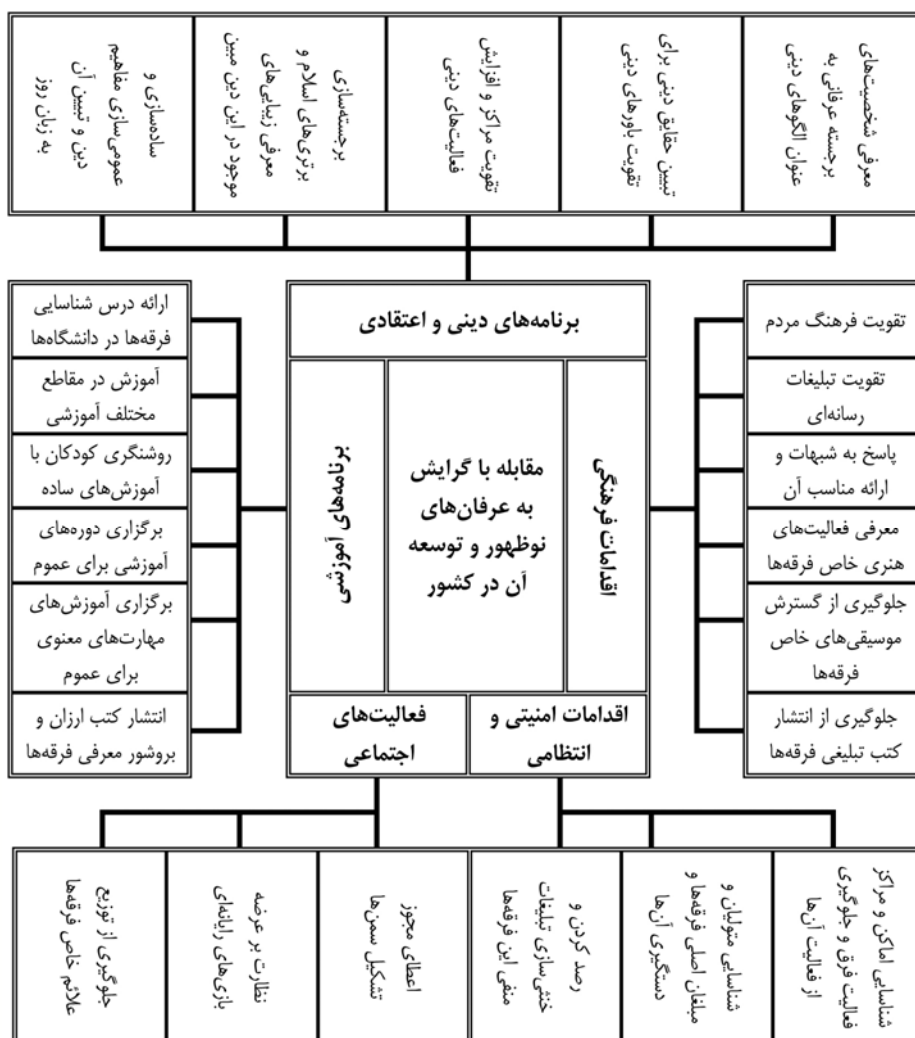 معرفی شخصیت‌های
برجسته عرفانی به
عنوان الگوهای دینی
تبیین حقایق دینی برای
تقویت باورهای دینی
تقویت مراکز و افزایش
فعالیت‌های دینی
برجسته‌سازی
برتری‌های اسلام و
معرفی زیبایی‌های
موجود در این دین مبین
ساده‌سازی و
عمومی‌سازی مفاهیم
دین و تبیین آن
به زبان روز
برنامه‌های دینی و اعتقادی
تقویت فرهنگ مردم
تقویت تبلیغات
رسانه‌ای
پاسخ به شبهات و
ارائه مناسب آن
معرفی فعالیت‌های
هنری خاص فرقه‌ها
جلوگیری از گسترش
موسیقی‌های خاص
فرقه‌ها
جلوگیری از انتشار
کتب تبلیغی فرقه‌ها
اقدامات فرهنگی
مقابله با گرایش
به عرفان‌های
نوظهور و توسعه
آن در کشور
برنامه‌های آموزشی
ارائه درس شناسایی
فرقه‌ها در دانشگاه‌ها
آموزش در مقاطع
مختلف آموزشی
روشنگری کودکان با
آموزش‌های ساده
برگزاری دوره‌های
آموزشی برای عموم
برگزاری آموزش‌های
مهارت‌های معنوی
برای عموم
انتشار کتب ارزان و
بروشور معرفی فرقه‌ها
اقدامات امنیتی و
انتظامی
فعالیت‌های
اجتماعی
شناسایی اماکن و مراکز
فعالیت فرق و جلوگیری
از فعالیت آن‌ها
شناسایی متولیان و
مبلغان اصلی فرقه‌ها و
دستگیری آن‌ها
رصد کردن و
خنثی‌سازی تبلیغات
منفی این فرقه‌ها
اعطای مجوز
تشکیل سمن‌ها
نظارت بر عرضه
بازی‌های رایانه‌ای
جلوگیری از توزیع
علائم خاص فرقه‌ها